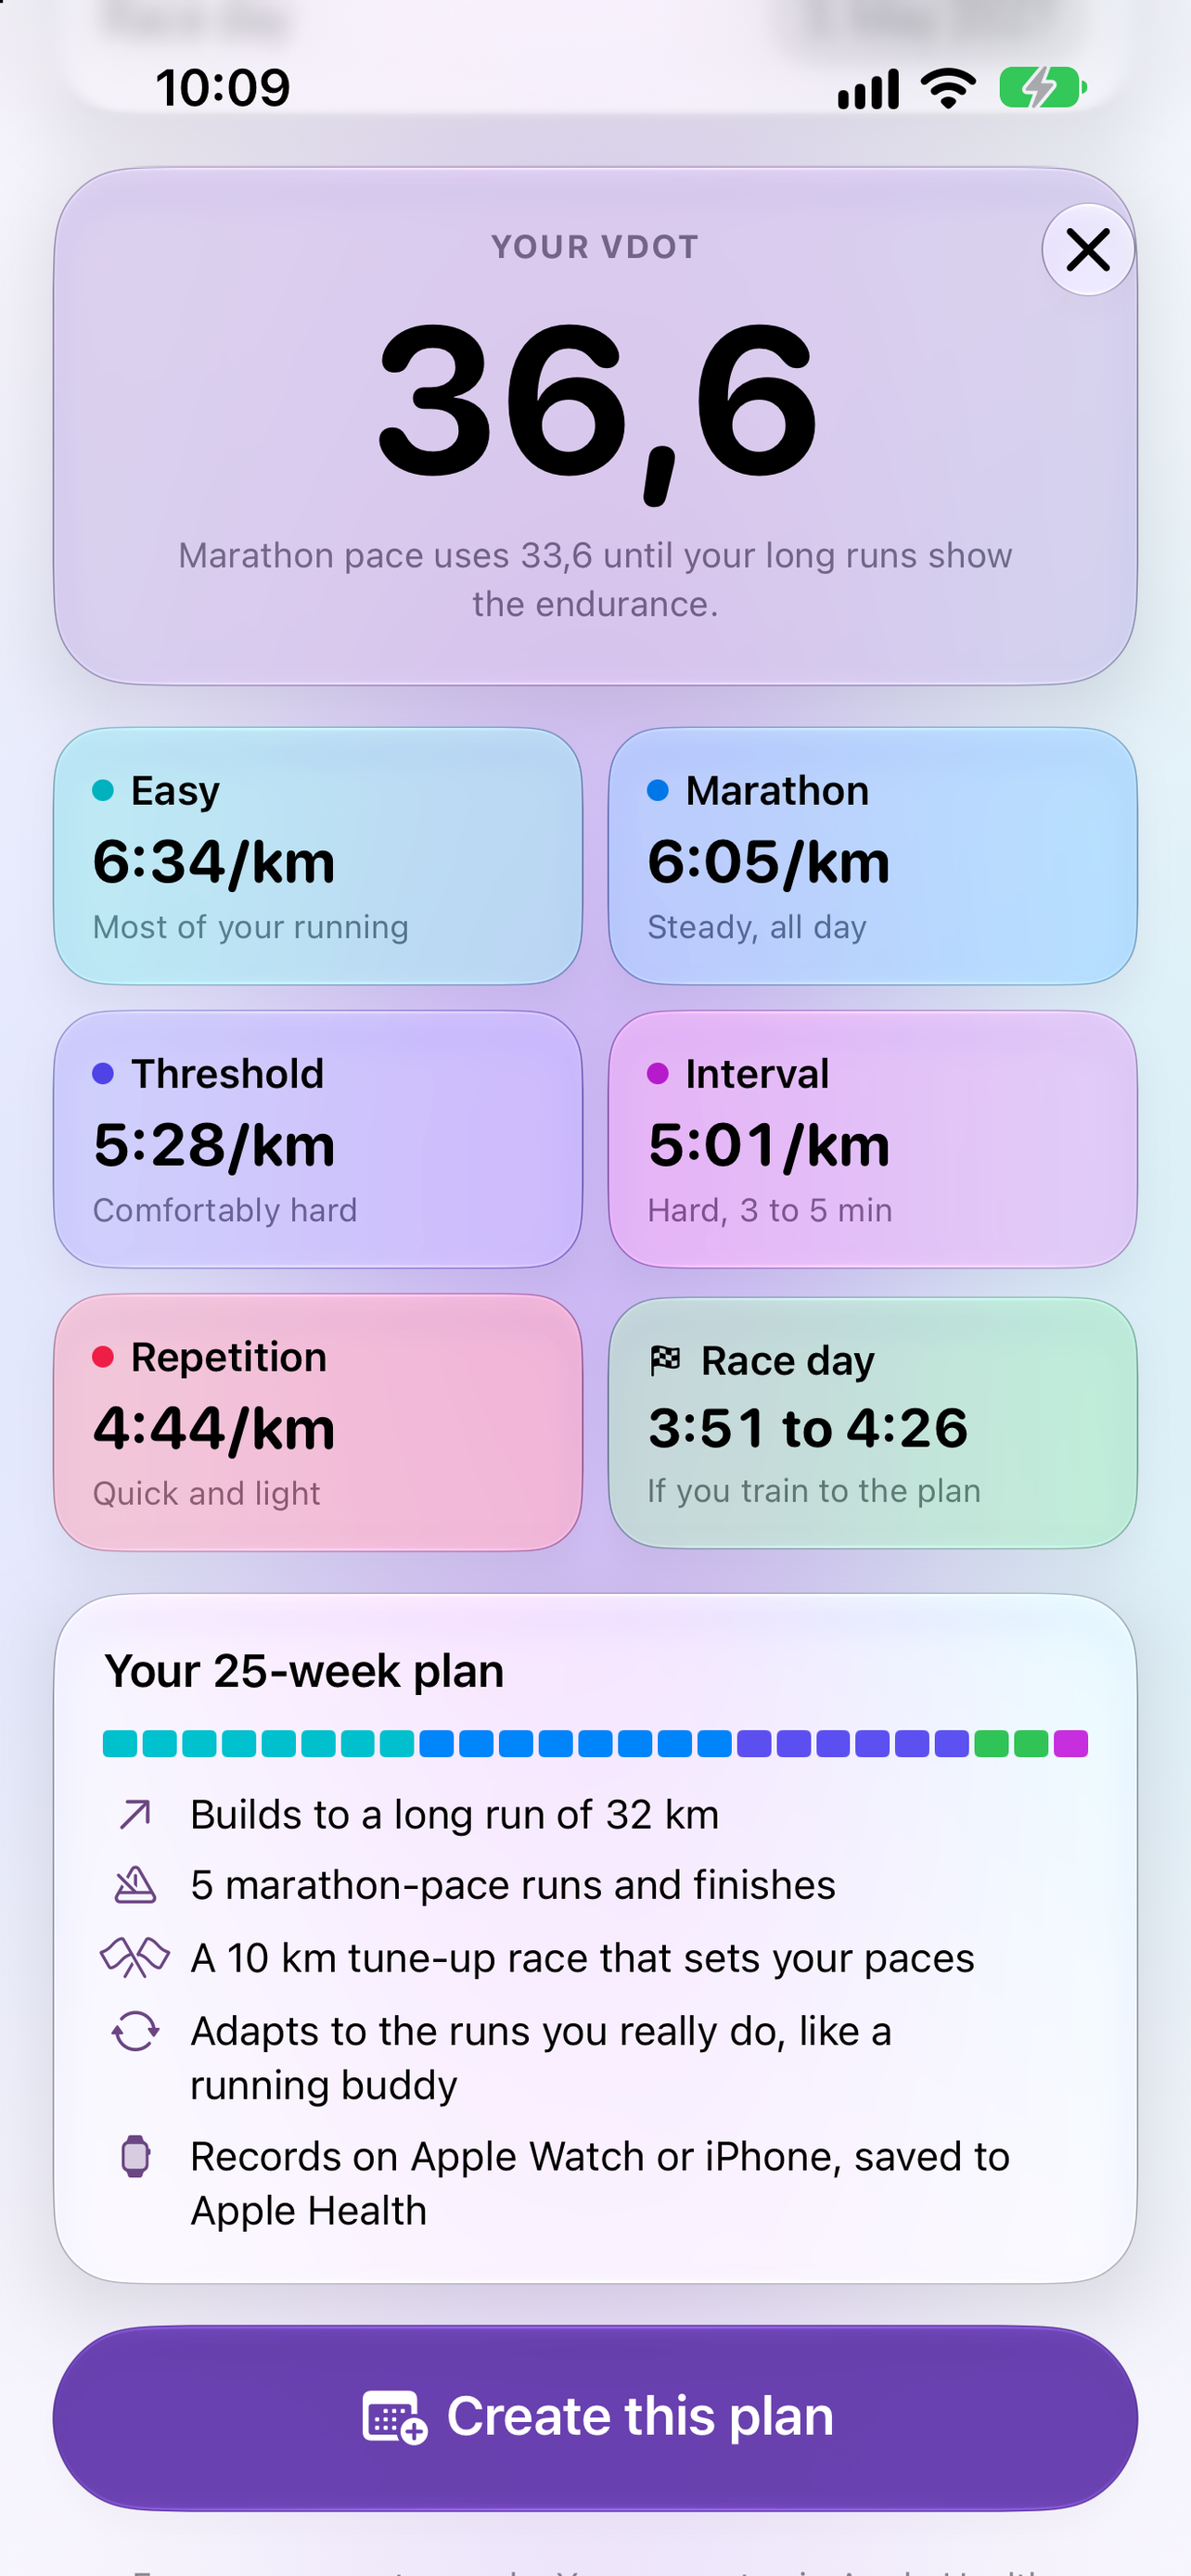 10:09
YOUR VDOT
36,6
Marathon pace uses 33,6 until your long runs show
the endurance.
Easy
6:34/km
Most of your running
Marathon
6:05/km
Steady, all day
Threshold
5:28/km
Comfortably hard
Interval
5:01/km
Hard, 3 to 5 min
Repetition
4:44/km
Quick and light
Race day
3:51 to 4:26
If you train to the plan
Your 25-week plan
Builds to a long run of 32 km
5 marathon-pace runs and finishes
A 10 km tune-up race that sets your paces
Adapts to the runs you really do, like a
running buddy
Records on Apple Watch or iPhone, saved to
Apple Health
Create this plan